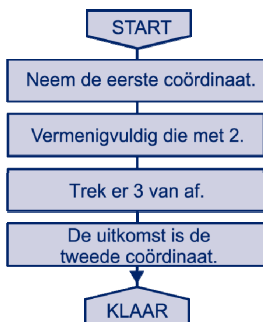 START
Neem de eerste coördinaat.
Vermenigvuldig die met 2.
Trek er 3 van af.
De uitkomst is de
tweede coördinaat.
KLAAR